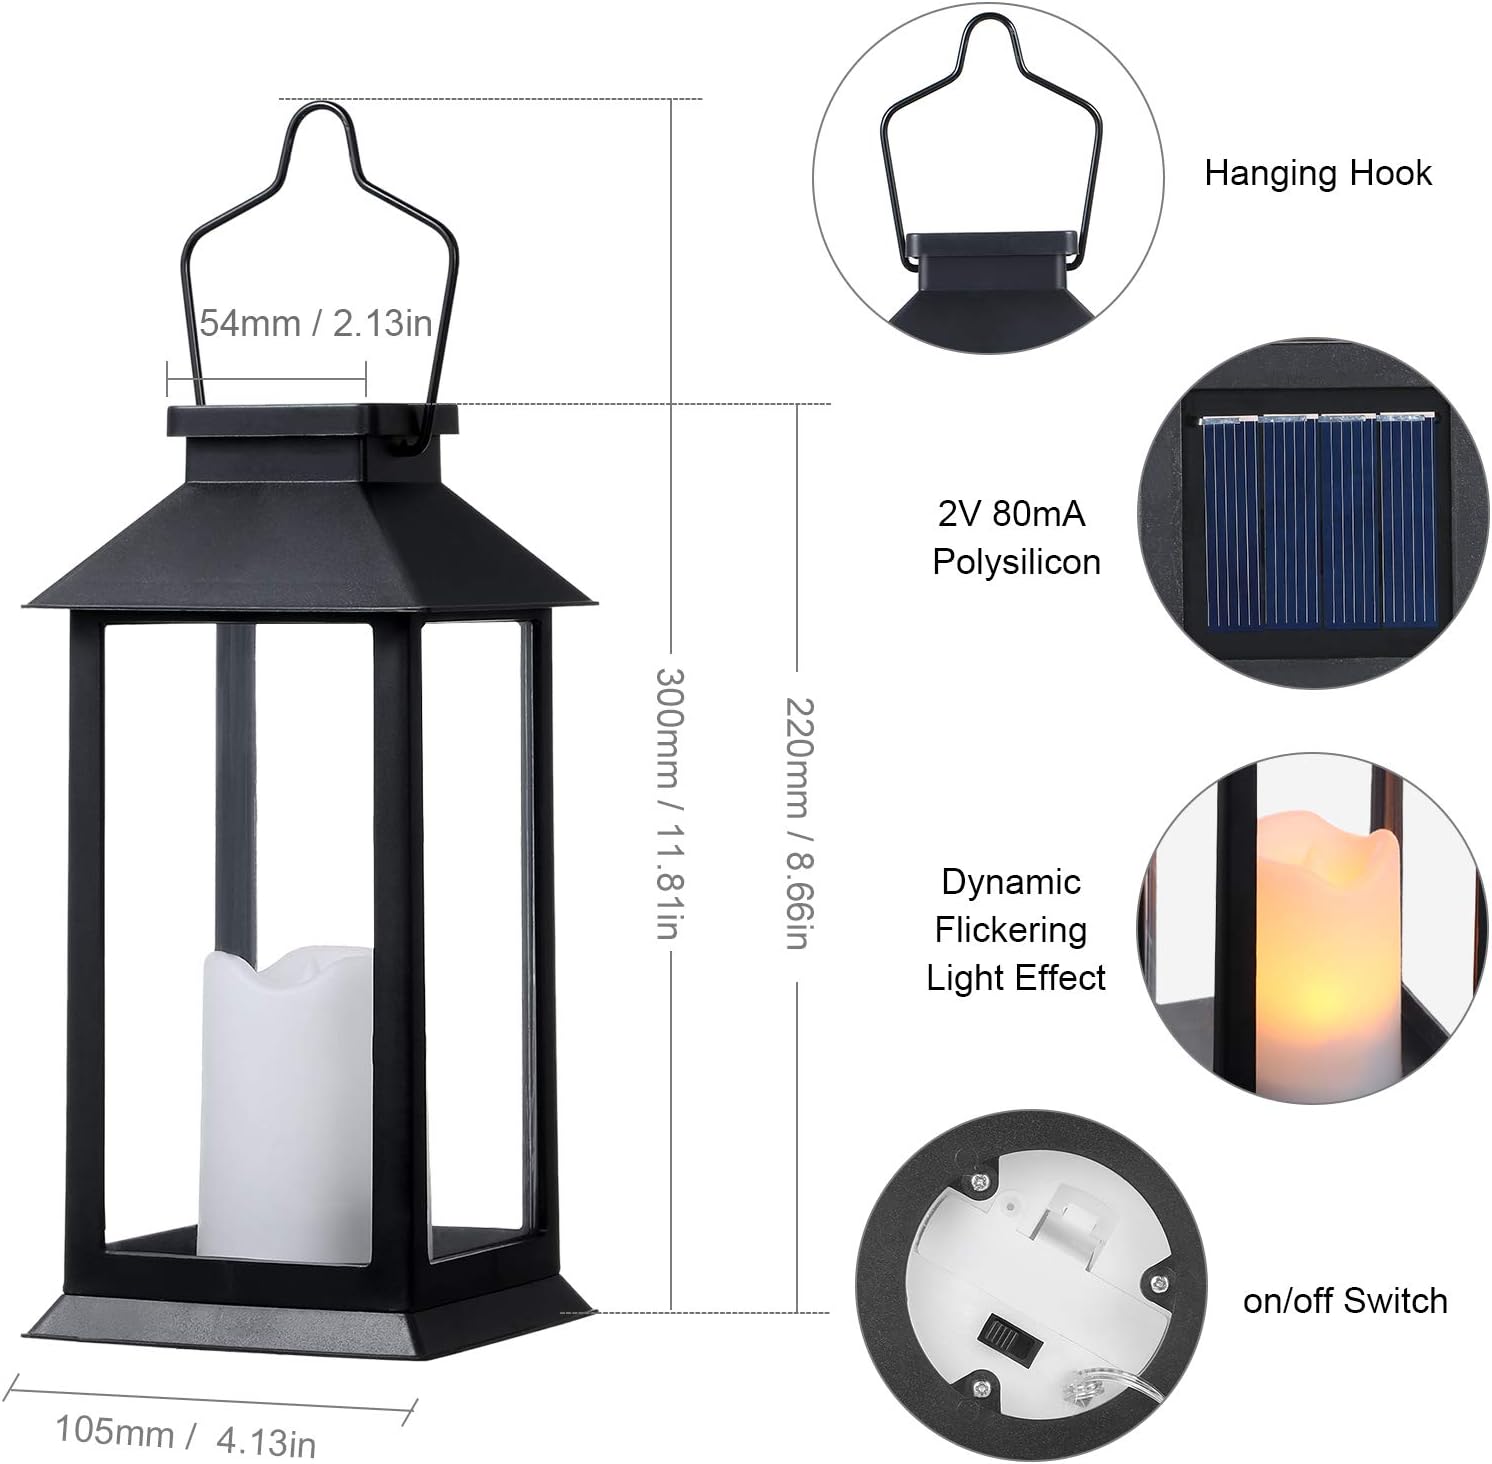 Hanging Hook
54mm / 2.13in
2V 80mA
Polysilicon
300mm / 11.81in
220mm / 8.66in
Dynamic
Flickering
Light Effect
on/off Switch
105mm / 4.13in